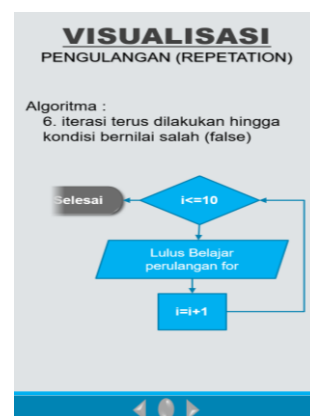 VISUALISASI
PENGULANGAN (REPETATION)
Algoritma :
6. iterasi terus dilakukan hingga
kondisi bernilai salah (false)
Selesai
i<=10
Lulus Belajar
perulangan for
i=i+1